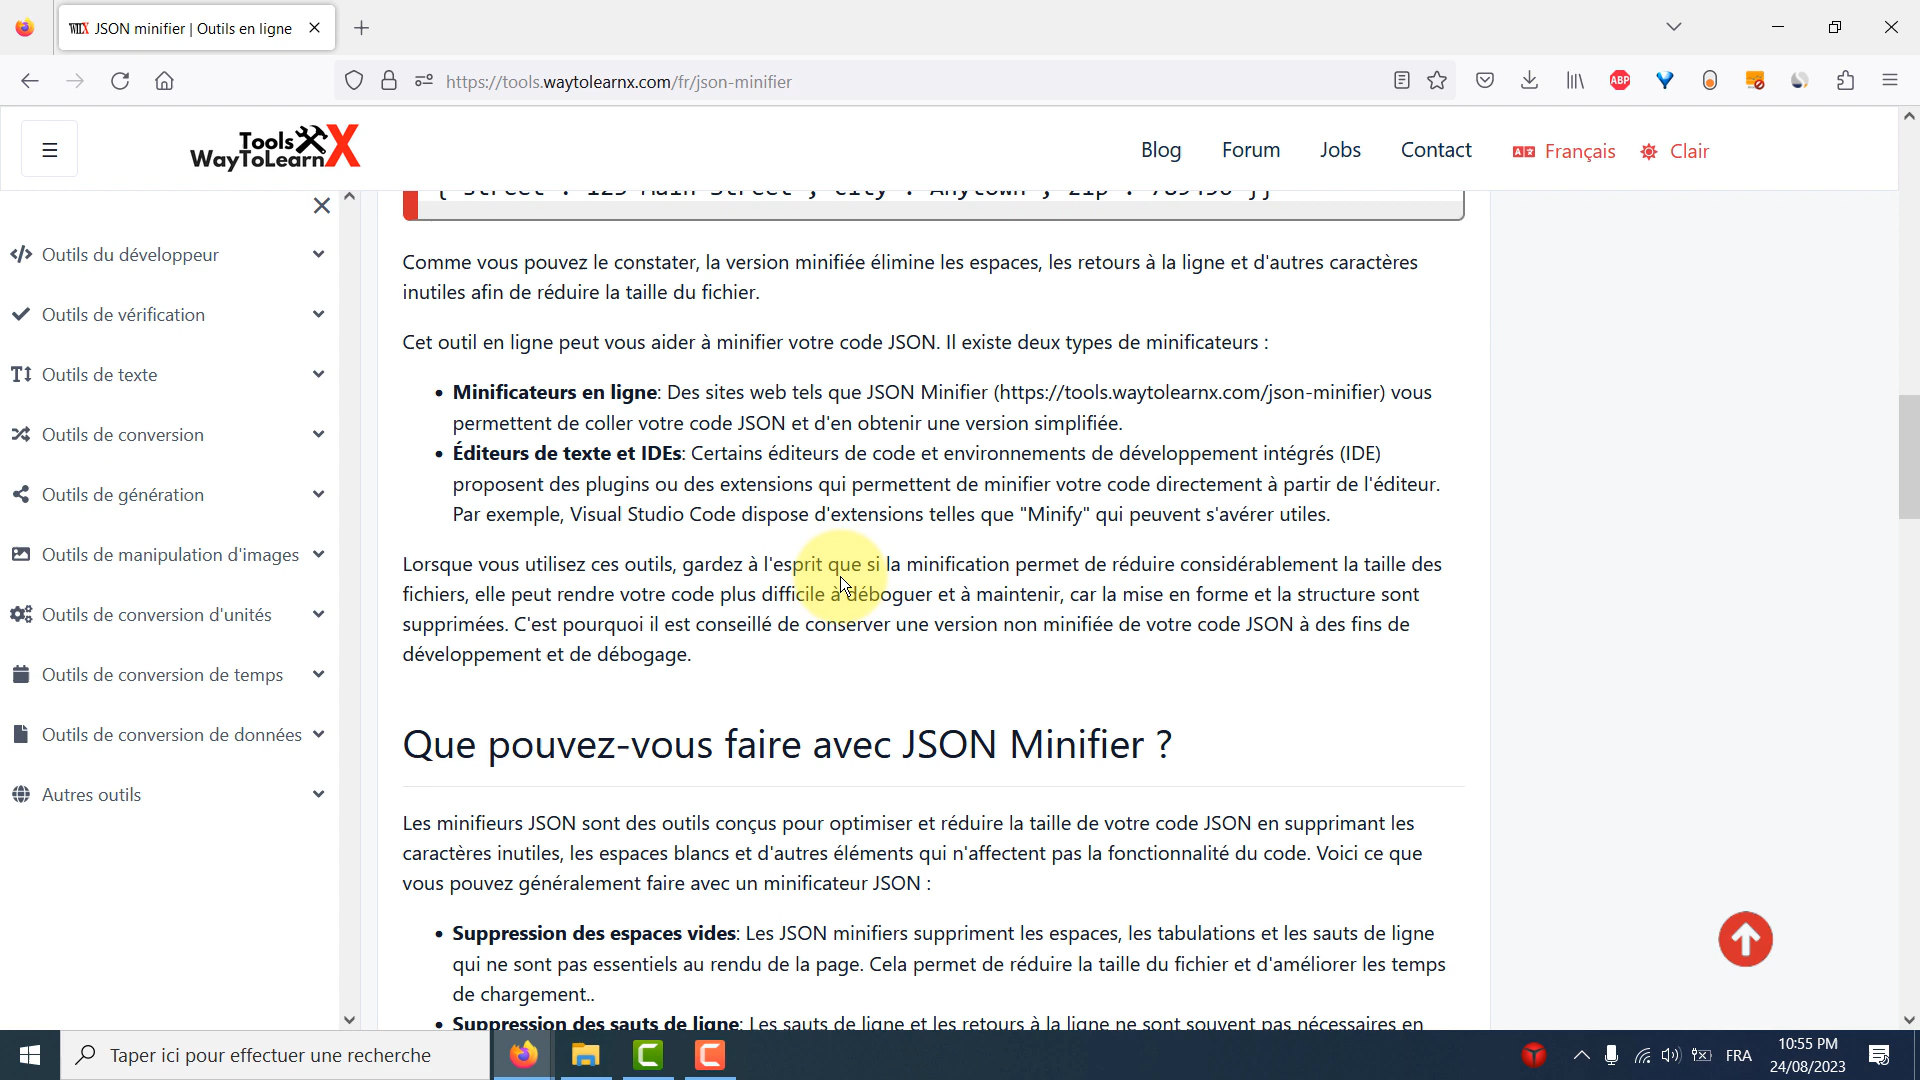 JSON minifier | Outils en ligne
https://tools.waytolearnx.com/fr/json-minifier
ABP
Tools
WayToLearnX
Blog
Forum
Jobs
Contact
Français
Clair
Outils du développeur
Outils de vérification
Outils de texte
Outils de conversion
Outils de génération
Outils de manipulation d'images
Outils de conversion d'unités
Outils de conversion de temps
Outils de conversion de données
Autres outils
Comme vous pouvez le constater, la version minifiée élimine les espaces, les retours à la ligne et d'autres caractères
inutiles afin de réduire la taille du fichier.
Cet outil en ligne peut vous aider à minifier votre code JSON. Il existe deux types de minificateurs :
• Minificateurs en ligne: Des sites web tels que JSON Minifier (https://tools.waytolearnx.com/json-minifier) vous
permettent de coller votre code JSON et d'en obtenir une version simplifiée.
• Éditeurs de texte et IDEs: Certains éditeurs de code et environnements de développement intégrés (IDE)
proposent des plugins ou des extensions qui permettent de minifier votre code directement à partir de l'éditeur.
Par exemple, Visual Studio Code dispose d'extensions telles que "Minify" qui peuvent s'avérer utiles.
Lorsque vous utilisez ces outils, gardez à l'esprit que si la minification permet de réduire considérablement la taille des
fichiers, elle peut rendre votre code plus difficile à déboguer et à maintenir, car la mise en forme et la structure sont
supprimées. C'est pourquoi il est conseillé de conserver une version non minifiée de votre code JSON à des fins de
développement et de débogage.
Que pouvez-vous faire avec JSON Minifier ?
Les minifieurs JSON sont des outils conçus pour optimiser et réduire la taille de votre code JSON en supprimant les
caractères inutiles, les espaces blancs et d'autres éléments qui n'affectent pas la fonctionnalité du code. Voici ce que
vous pouvez généralement faire avec un minificateur JSON :
• Suppression des espaces vides: Les JSON minifiers suppriment les espaces, les tabulations et les sauts de ligne
qui ne sont pas essentiels au rendu de la page. Cela permet de réduire la taille du fichier et d'améliorer les temps
de chargement..
• Suppression des sauts de ligne: Les sauts de ligne et les retours à la ligne ne sont souvent pas nécessaires en
Taper ici pour effectuer une recherche
FRA
10:55 PM
24/08/2023